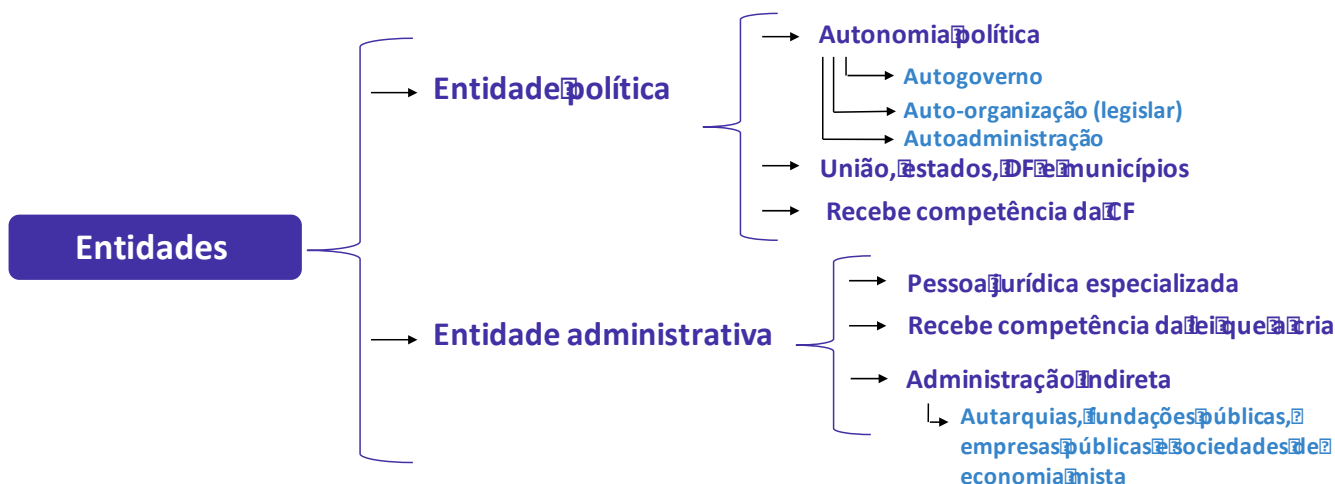 Autonomia política
Autogoverno
Entidade política
Auto-organização (legislar)
Autoadministração
União, estados, DF e municípios
Recebe competência da CF
Entidades
Pessoa jurídica especializada
Entidade administrativa
Recebe competência da lei que a cria
Administração Indireta
Autarquias, fundações públicas,
empresas públicas e sociedades de
economia mista